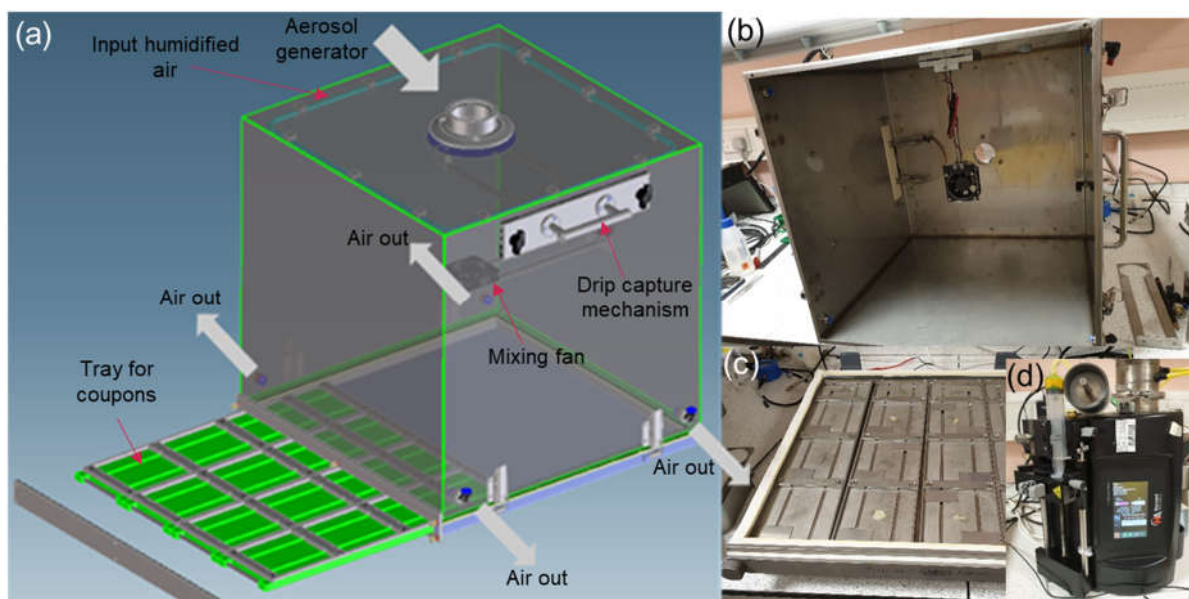 (a)
Input humidified
air
Aerosol
generator
Air out
Air out
Drip capture
mechanism
Mixing fan
Tray for
coupons
Air out
Air out
(b)
(c)
(d)